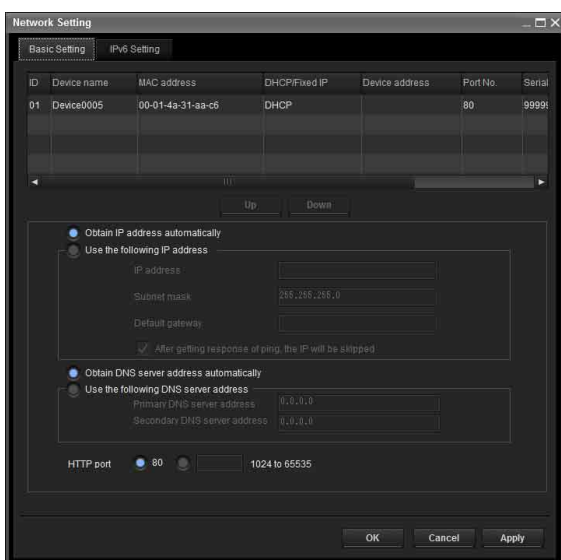 Network Setting
Basic Setting IPv6 Setting
ID Device name MAC address DHCP/Fixed IP Device address Port No. Serial
01 Device0005 00-01-4a-31-aa-c6 DHCP 80 99999
Up Down
Obtain IP address automatically
Use the following IP address
IP address
Subnet mask 255.255.255.0
Default gateway
After getting response of ping, the IP will be skipped
Obtain DNS server address automatically
Use the following DNS server address
Primary DNS server address 0.0.0.0
Secondary DNS server address 0.0.0.0
HTTP port 80 1024 to 65535
OK Cancel Apply